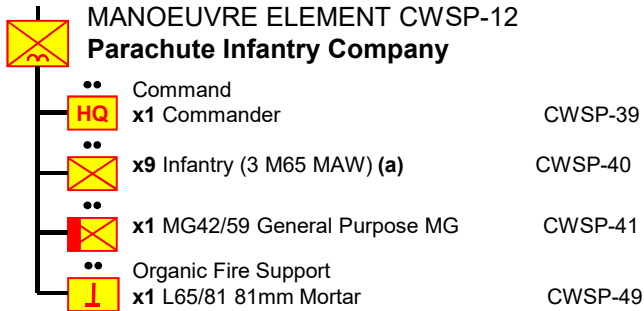 MANOEUVRE ELEMENT CWSP-12
Parachute Infantry Company
Command
HQ x1 Commander CWSP-39
x9 Infantry (3 M65 MAW) (a) CWSP-40
x1 MG42/59 General Purpose MG CWSP-41
Organic Fire Support
x1 L65/81 81mm Mortar CWSP-49